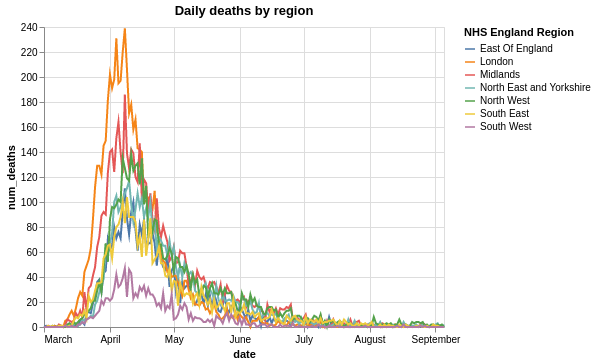 Daily deaths by region
240
220
200
180
160
140
120
100
80
60
40
20
0
num_deaths
March April May June July August September
date
NHS England Region
East Of England
London
Midlands
North East and Yorkshire
North West
South East
South West